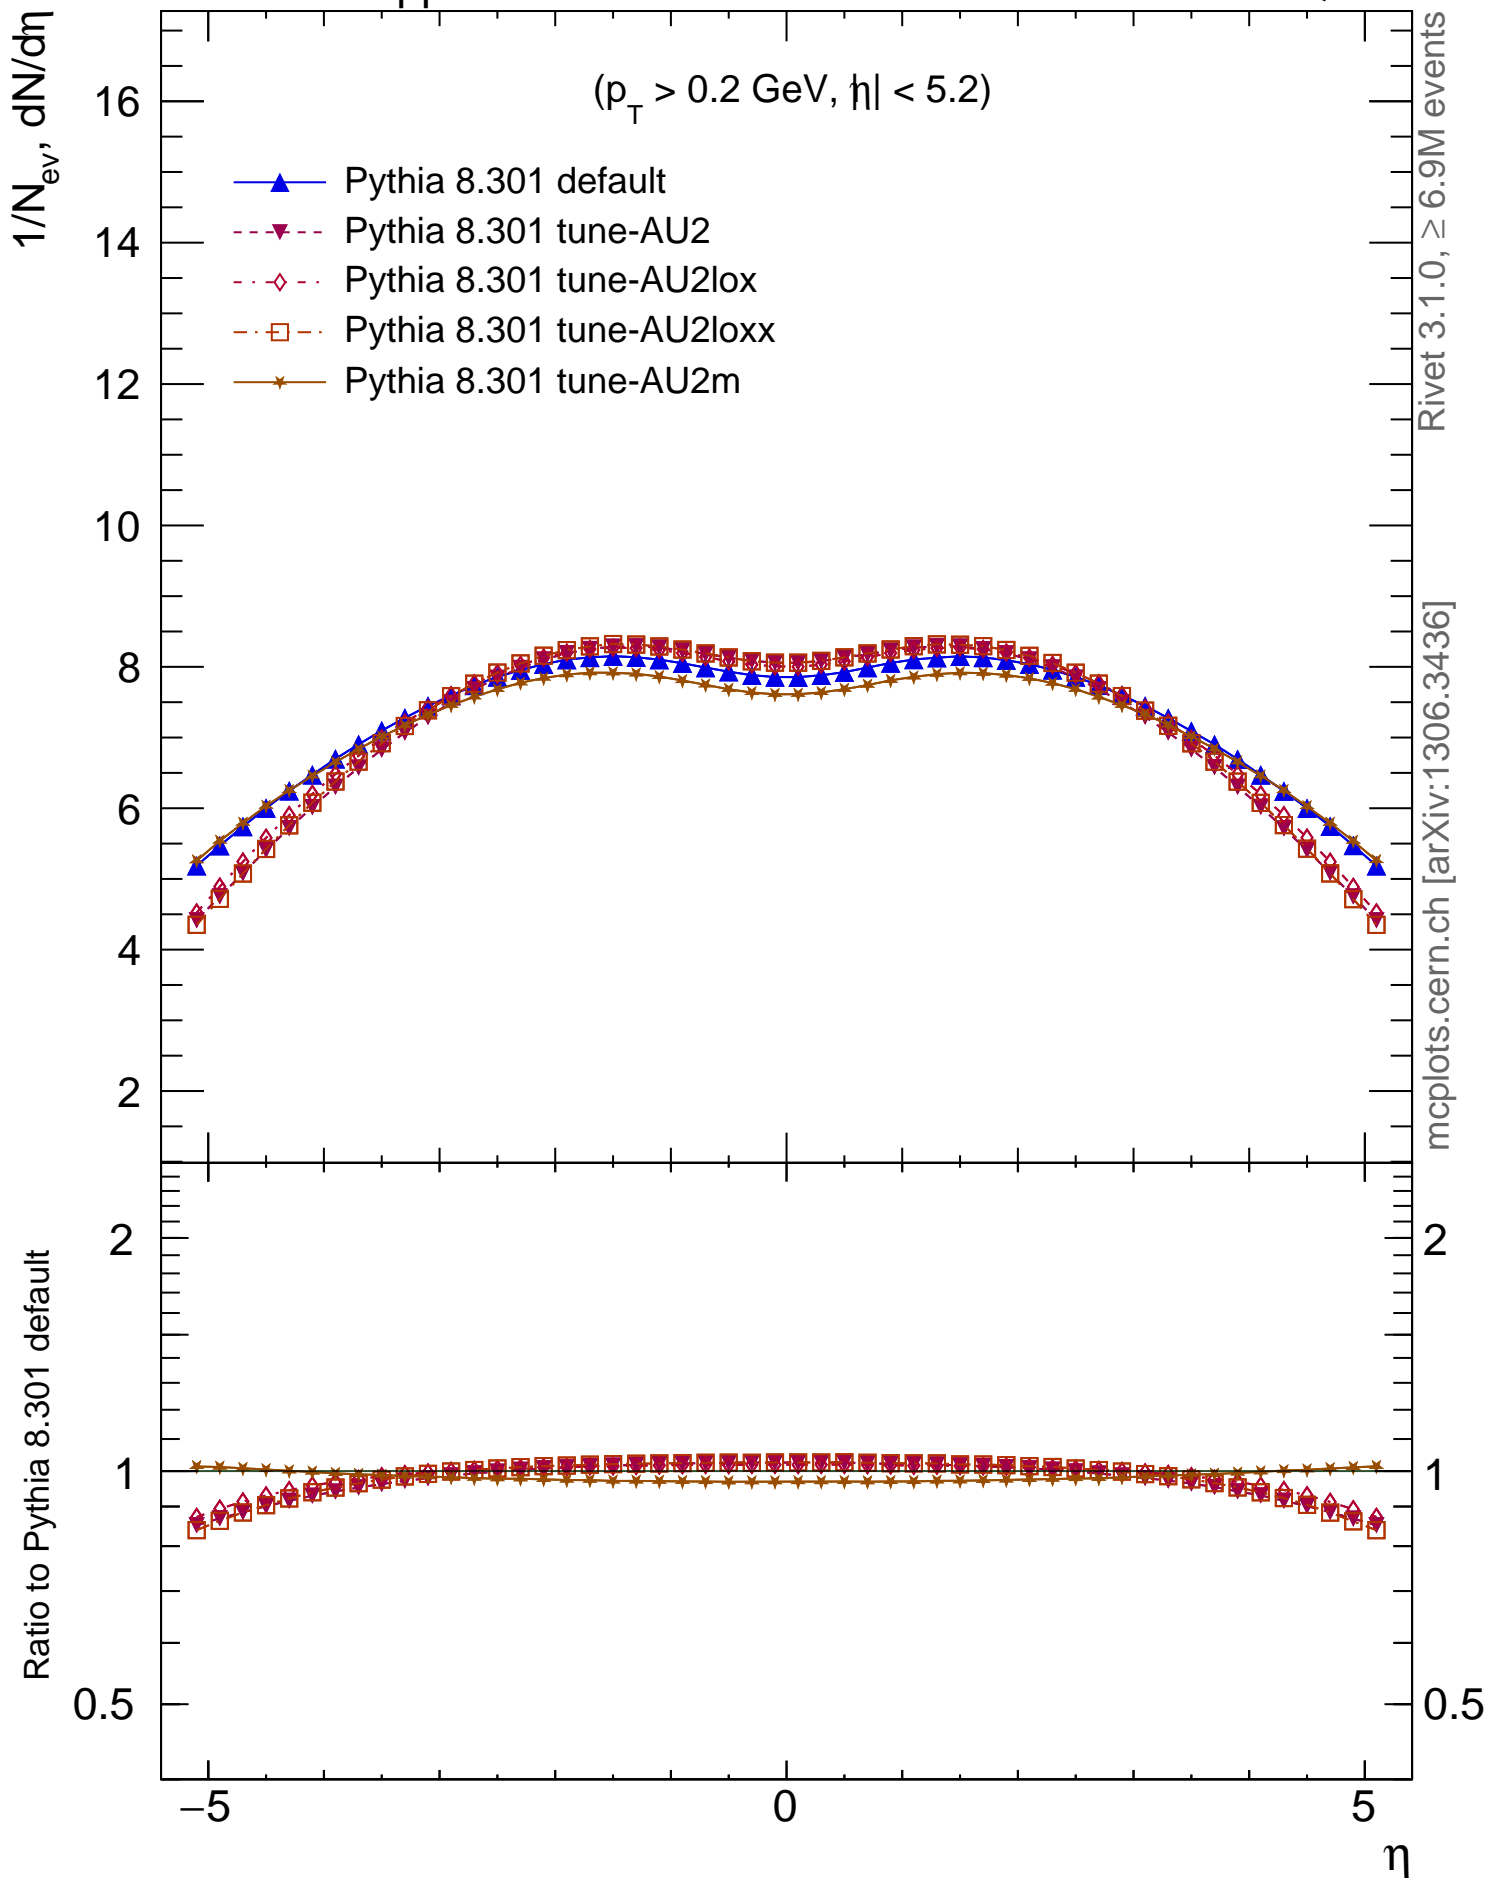 pp
1/N_ev, dN/dη
(p_T > 0.2 GeV, |η| < 5.2)
Pythia 8.301 default
Pythia 8.301 tune-AU2
Pythia 8.301 tune-AU2lox
Pythia 8.301 tune-AU2loxx
Pythia 8.301 tune-AU2m
16
14
12
10
8
6
4
2
Rivet 3.1.0, ≥ 6.9M events
mcplots.cern.ch [arXiv:1306.3436]
Ratio to Pythia 8.301 default
2
1
0.5
2
1
0.5
−5
0
5
η